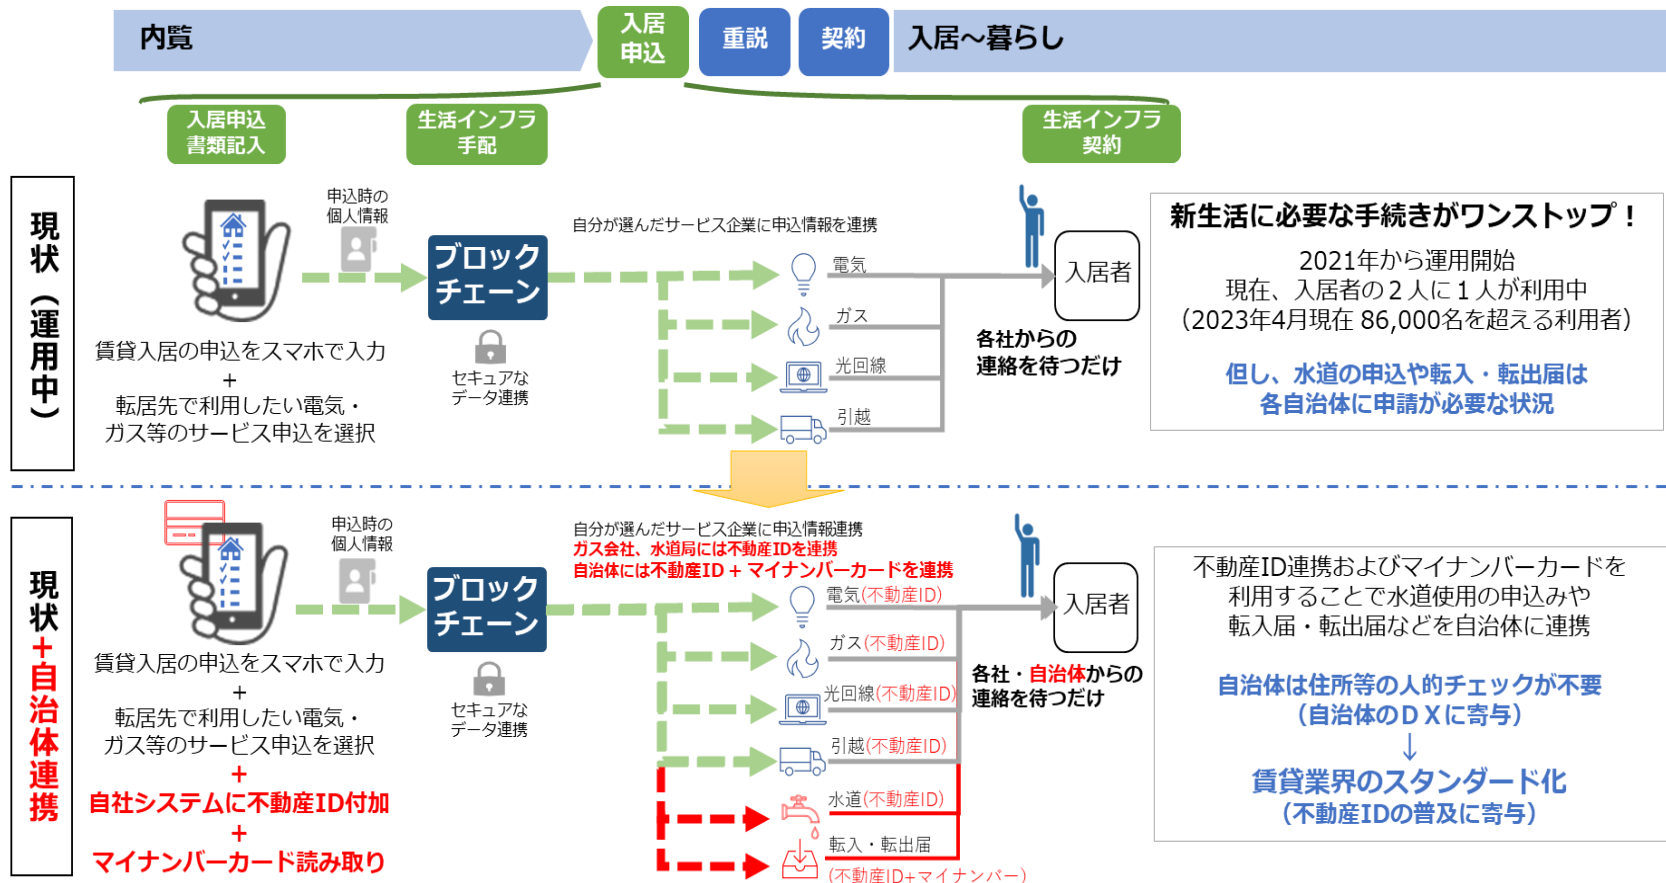 内覧
入居
申込
重説
契約
入居～暮らし
入居申込
書類記入
生活インフラ
手配
生活インフラ
契約
現状（運用中）
申込時の
個人情報
ブロック
チェーン
セキュアな
データ連携
賃貸入居の申込をスマホで入力
+
転居先で利用したい電気・
ガス等のサービス申込を選択
自分が選んだサービス企業に申込情報を連携
電気
ガス
光回線
引越
入居者
各社からの
連絡を待つだけ
新生活に必要な手続きがワンストップ！
2021年から運用開始
現在、入居者の２人に１人が利用中
（2023年4月現在 86,000名を超える利用者）
但し、水道の申込や転入・転出届は
各自治体に申請が必要な状況
現状+自治体連携
申込時の
個人情報
ブロック
チェーン
セキュアな
データ連携
賃貸入居の申込をスマホで入力
+
転居先で利用したい電気・
ガス等のサービス申込を選択
+
自社システムに不動産ID付加
+
マイナンバーカード読み取り
自分が選んだサービス企業に申込情報連携
ガス会社、水道局には不動産IDを連携
自治体には不動産ID + マイナンバーカードを連携
電気(不動産ID)
ガス(不動産ID)
光回線(不動産ID)
引越(不動産ID)
水道(不動産ID)
転入・転出届
(不動産ID+マイナンバー)
入居者
各社・自治体からの
連絡を待つだけ
不動産ID連携およびマイナンバーカードを
利用することで水道使用の申込みや
転入届・転出届などを自治体に連携
自治体は住所等の人的チェックが不要
（自治体のＤＸに寄与）
↓
賃貸業界のスタンダード化
（不動産IDの普及に寄与）